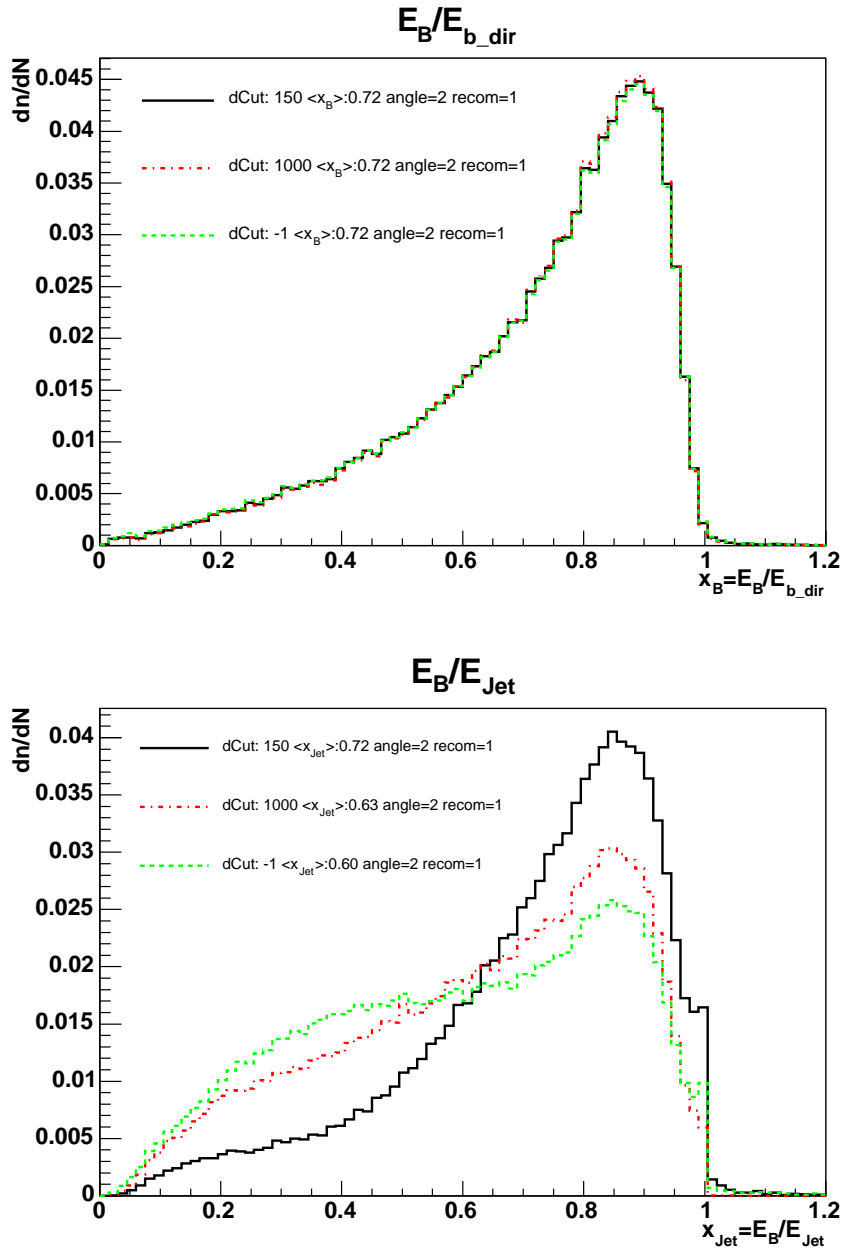 E_B/E_b_dir
dn/dN
0.045
0.04
0.035
0.03
0.025
0.02
0.015
0.01
0.005
0
dCut: 150 <x_B>:0.72 angle=2 recom=1
dCut: 1000 <x_B>:0.72 angle=2 recom=1
dCut: -1 <x_B>:0.72 angle=2 recom=1
0 0.2 0.4 0.6 0.8 1 1.2
x_B=E_B/E_b_dir
E_B/E_Jet
dn/dN
0.04
0.035
0.03
0.025
0.02
0.015
0.01
0.005
0
dCut: 150 <x_Jet>:0.72 angle=2 recom=1
dCut: 1000 <x_Jet>:0.63 angle=2 recom=1
dCut: -1 <x_Jet>:0.60 angle=2 recom=1
0 0.2 0.4 0.6 0.8 1 1.2
x_Jet=E_B/E_Jet